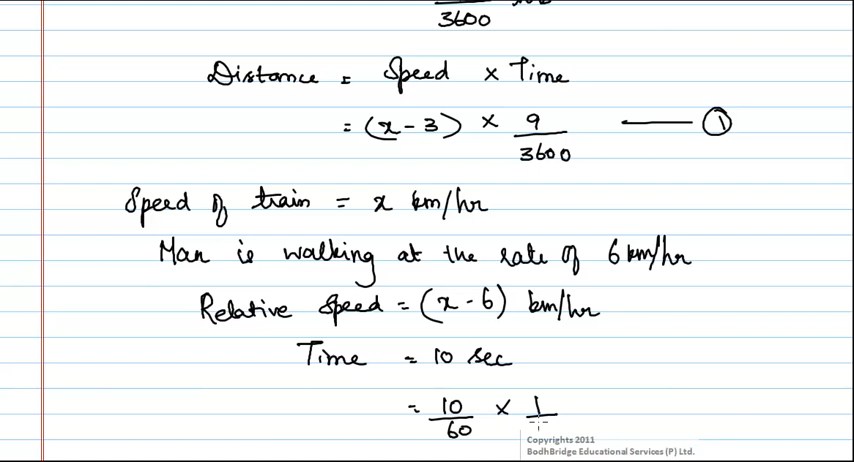 3600
Distance = Speed × Time
= (x - 3) × 9/3600 —— ①
Speed of train = x km/hr
Man is walking at the rate of 6 km/hr
Relative Speed = (x - 6) km/hr
Time = 10 sec
= 10/60 × 1/
Copyrights 2011
BodhBridge Educational Services (P) Ltd.